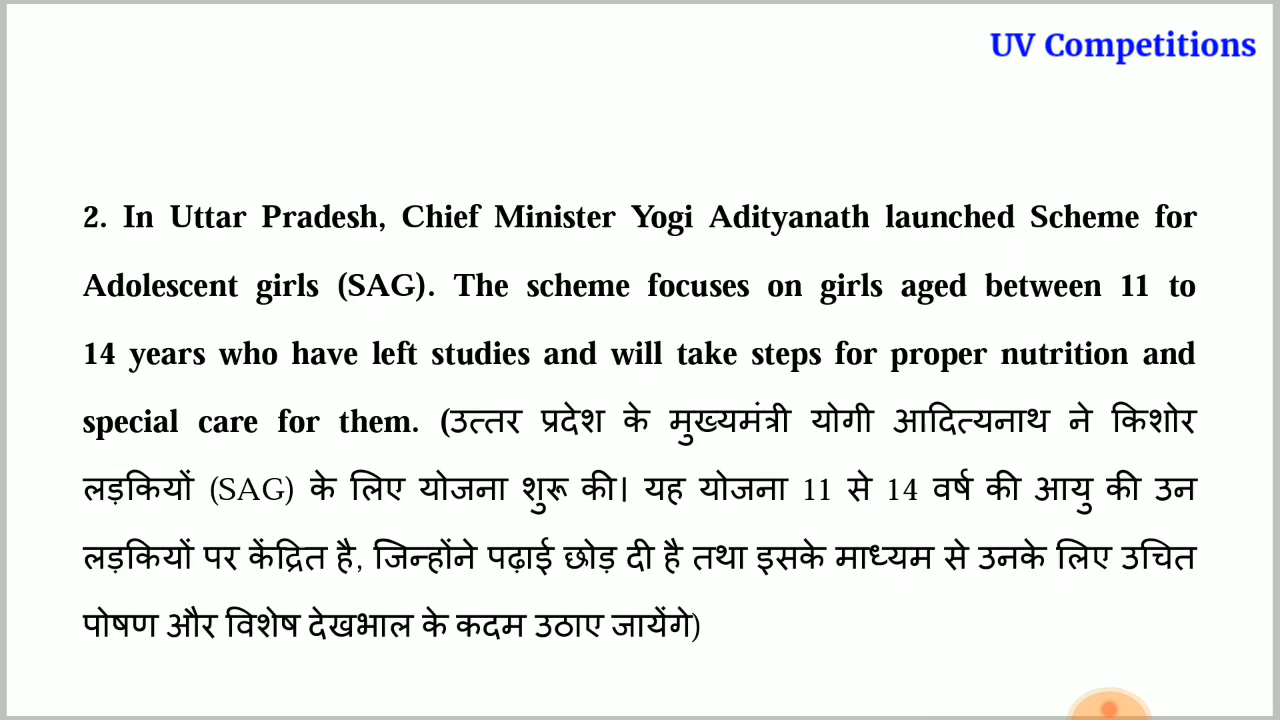 UV Competitions
2. In Uttar Pradesh, Chief Minister Yogi Adityanath launched Scheme for
Adolescent girls (SAG). The scheme focuses on girls aged between 11 to
14 years who have left studies and will take steps for proper nutrition and
special care for them. (उत्तर प्रदेश के मुख्यमंत्री योगी आदित्यनाथ ने किशोर
लड़कियों (SAG) के लिए योजना शुरू की। यह योजना 11 से 14 वर्ष की आयु की उन
लड़कियों पर केंद्रित है, जिन्होंने पढ़ाई छोड़ दी है तथा इसके माध्यम से उनके लिए उचित
पोषण और विशेष देखभाल के कदम उठाए जायेंगे)